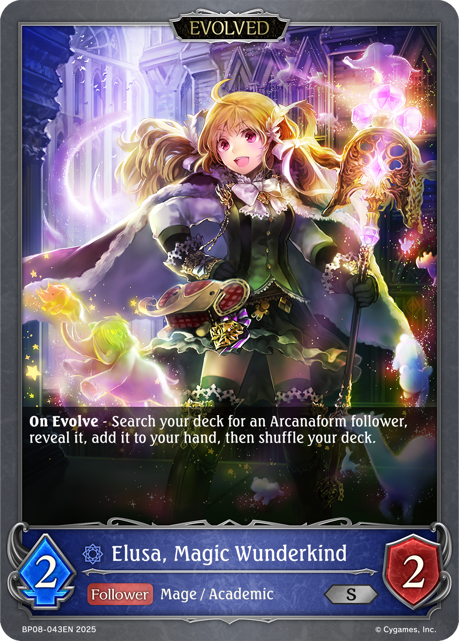 EVOLVED
On Evolve - Search your deck for an Arcanaform follower,
reveal it, add it to your hand, then shuffle your deck.
Elusa, Magic Wunderkind
2
Follower Mage / Academic S
2
BP08-043EN 2025 © Cygames, Inc.